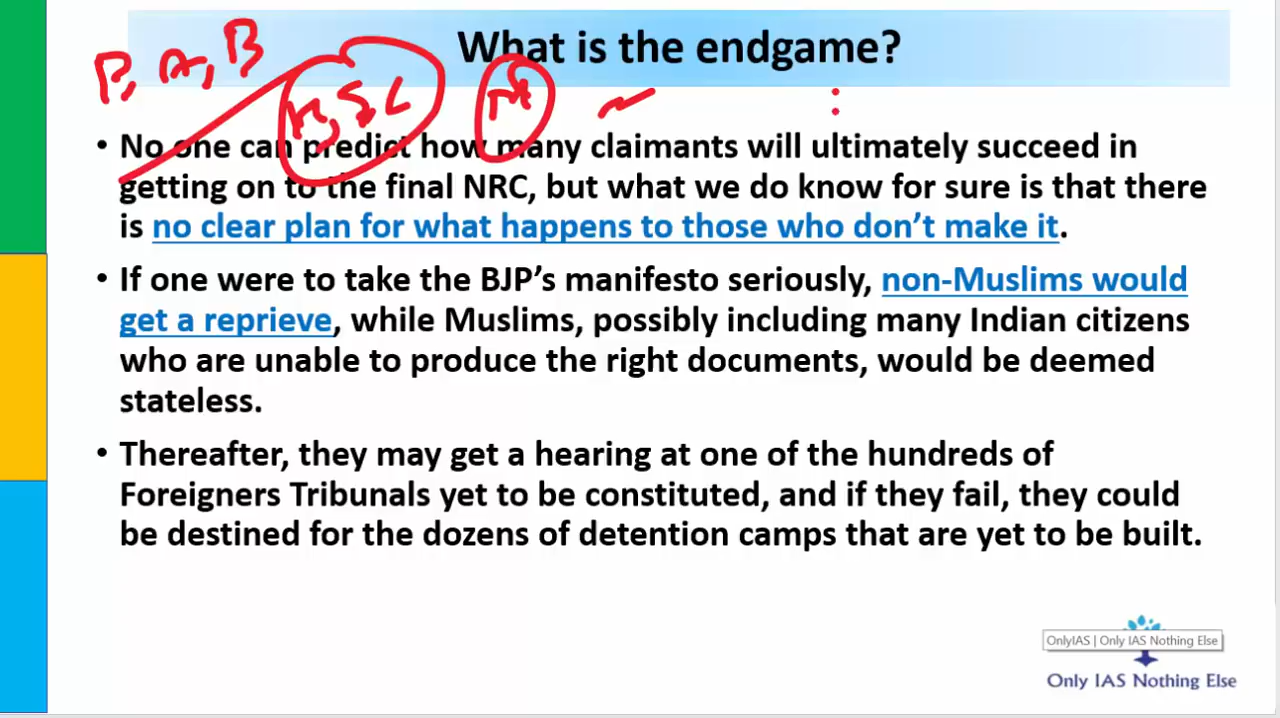 What is the endgame?
P, A, B
• No one can predict how many claimants will ultimately succeed in
getting on to the final NRC, but what we do know for sure is that there
is no clear plan for what happens to those who don't make it.
• If one were to take the BJP's manifesto seriously, non-Muslims would
get a reprieve, while Muslims, possibly including many Indian citizens
who are unable to produce the right documents, would be deemed
stateless.
• Thereafter, they may get a hearing at one of the hundreds of
Foreigners Tribunals yet to be constituted, and if they fail, they could
be destined for the dozens of detention camps that are yet to be built.
OnlyIAS | Only IAS Nothing Else
Only IAS Nothing Else